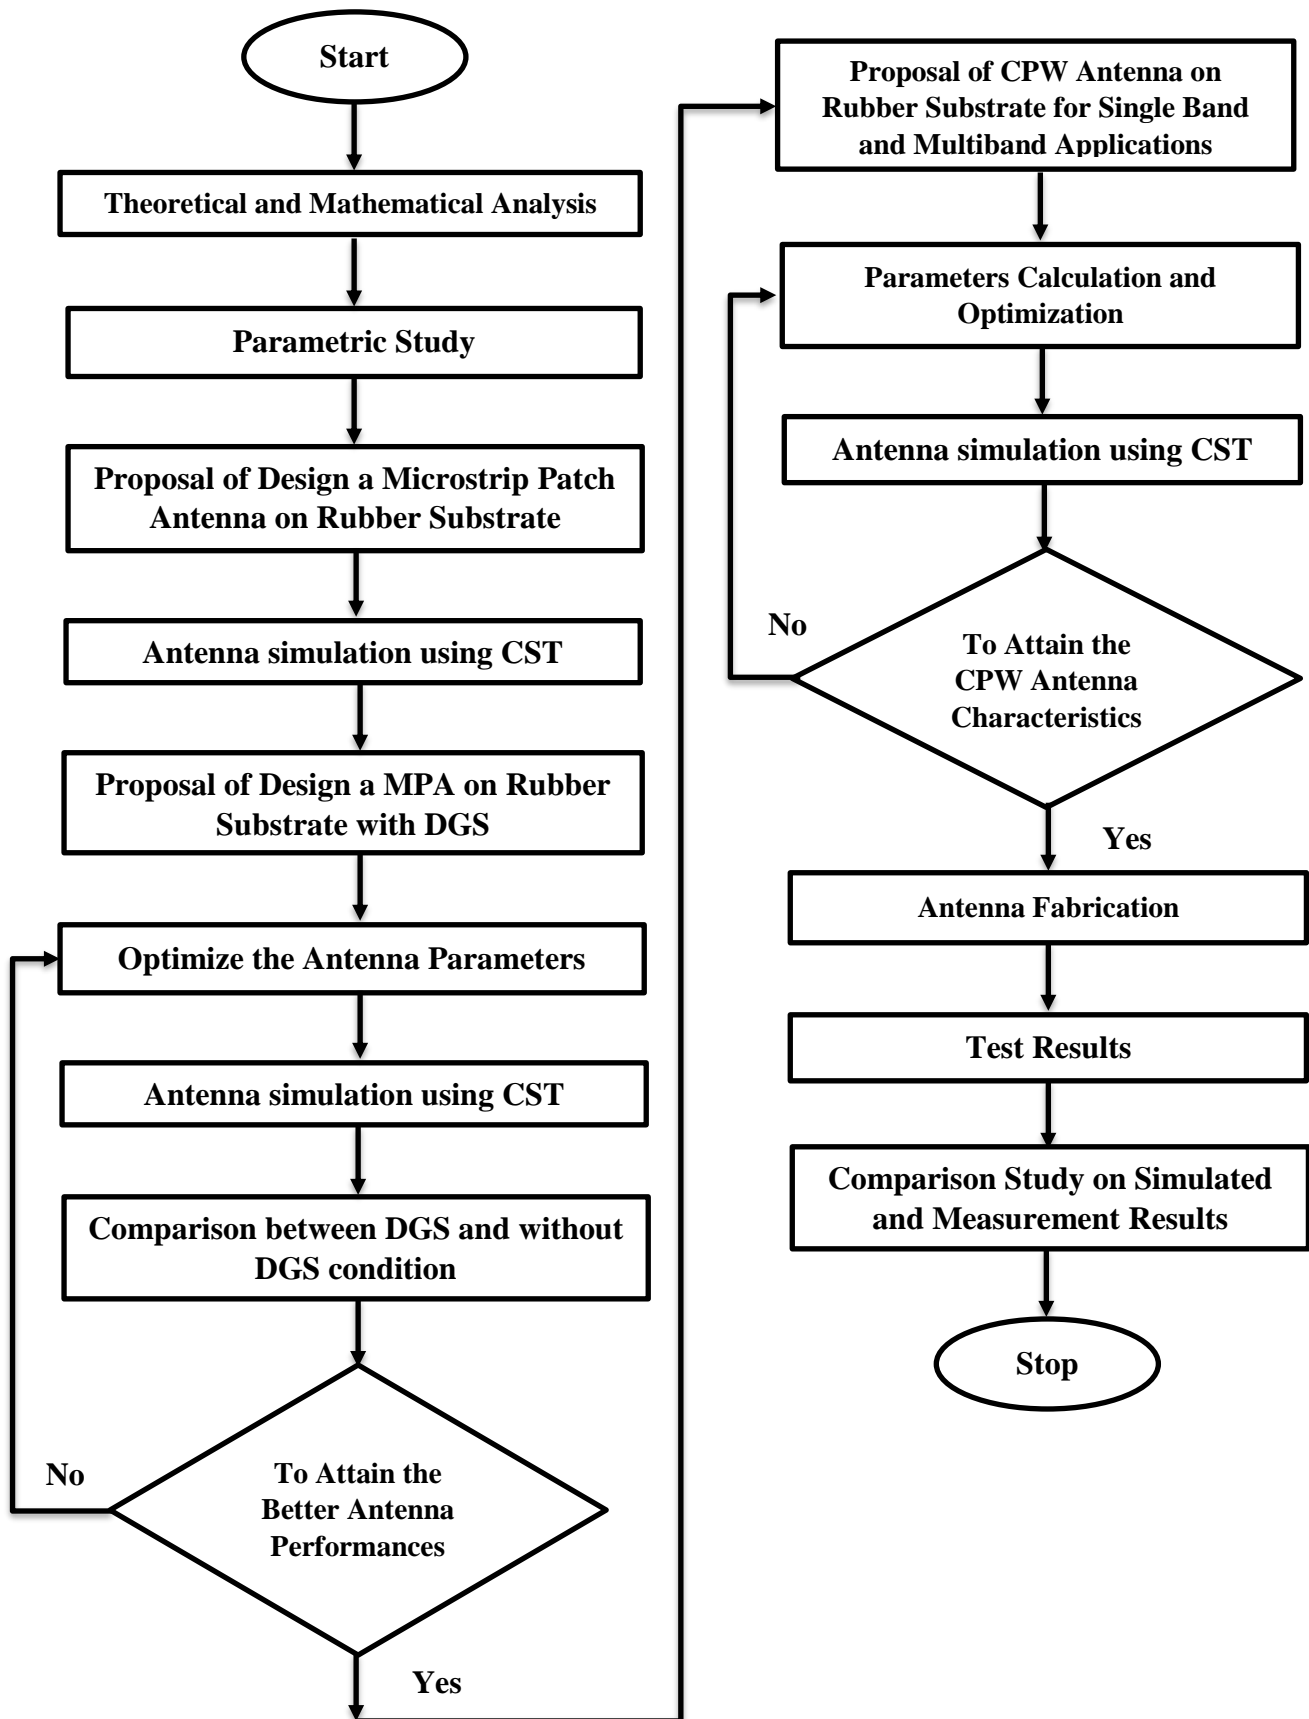 Start
Theoretical and Mathematical Analysis
Parametric Study
Proposal of Design a Microstrip Patch
Antenna on Rubber Substrate
Antenna simulation using CST
Proposal of Design a MPA on Rubber
Substrate with DGS
Optimize the Antenna Parameters
Antenna simulation using CST
Comparison between DGS and without
DGS condition
No
To Attain the
Better Antenna
Performances
Yes
Proposal of CPW Antenna on
Rubber Substrate for Single Band
and Multiband Applications
Parameters Calculation and
Optimization
Antenna simulation using CST
No
To Attain the
CPW Antenna
Characteristics
Yes
Antenna Fabrication
Test Results
Comparison Study on Simulated
and Measurement Results
Stop